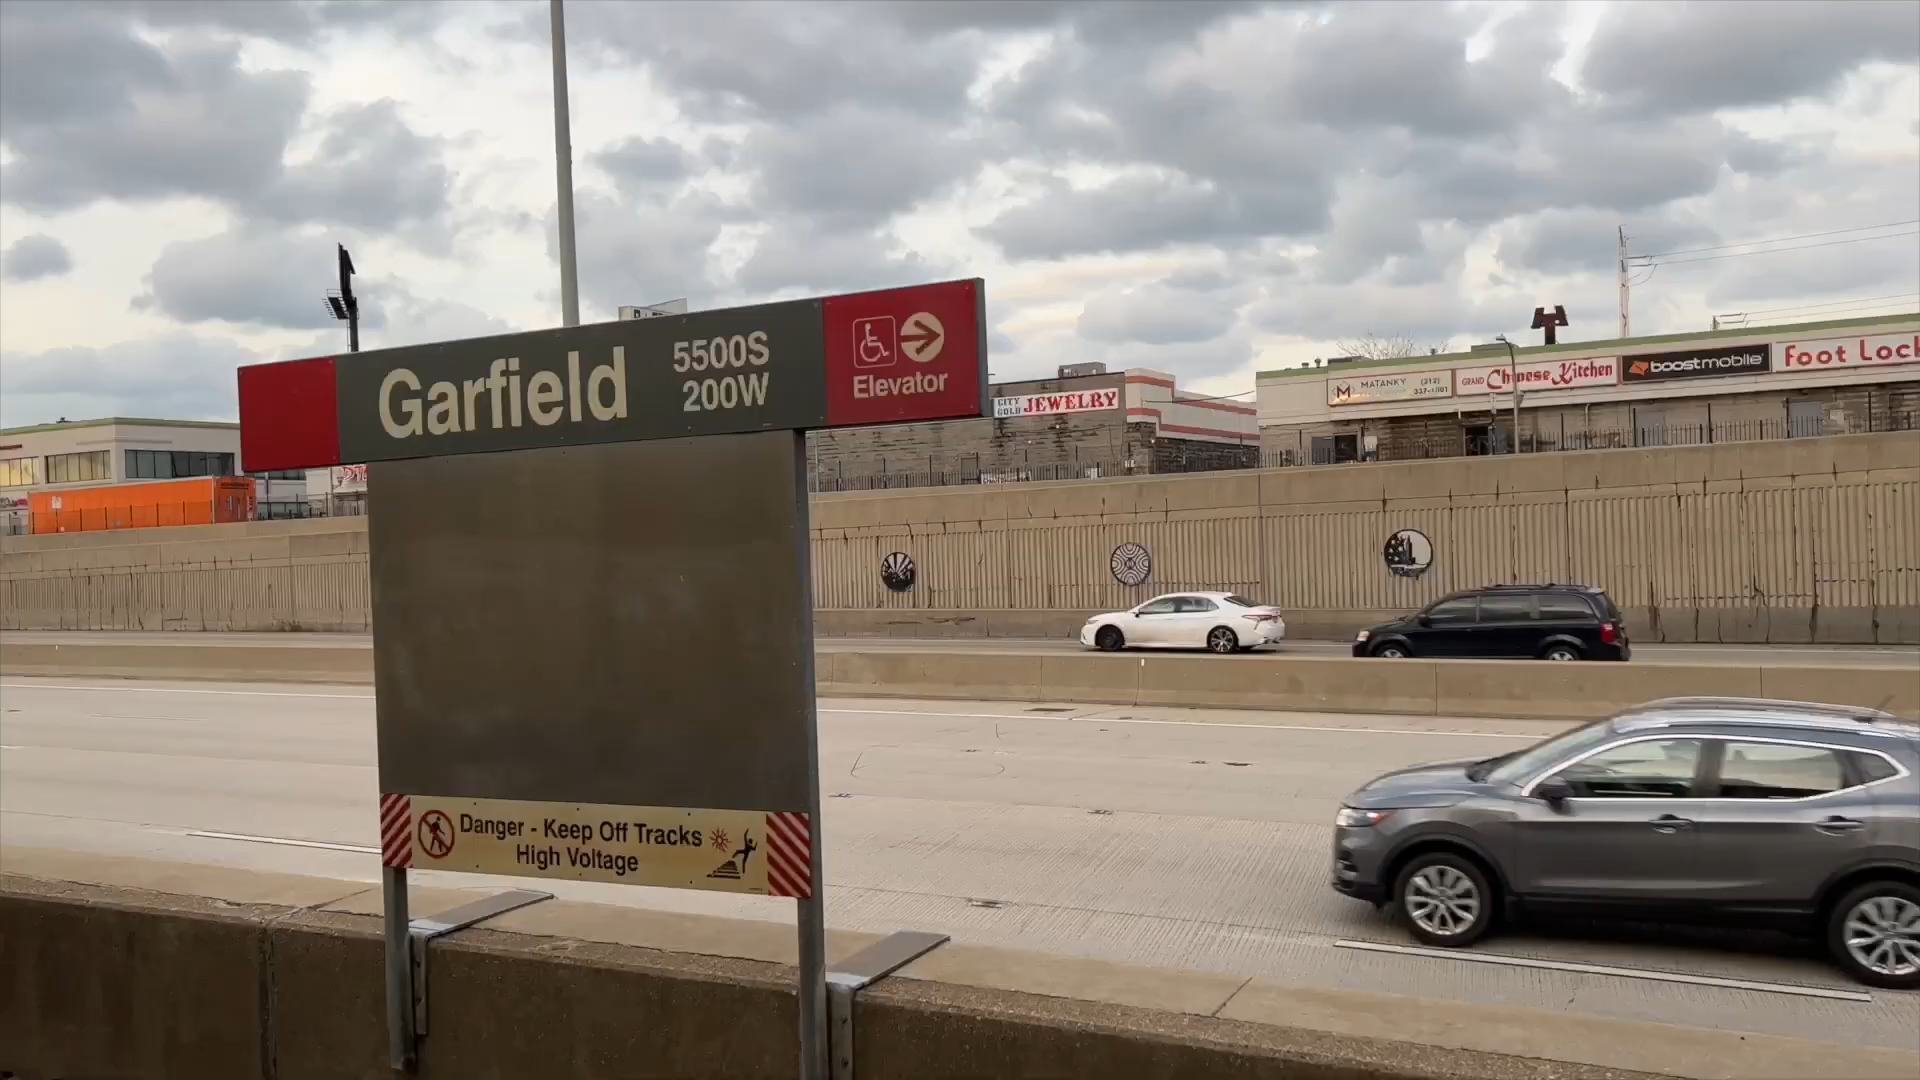 Garfield
5500S
200W
Elevator
CITY
GOLD
JEWELRY
MATANKY
(312)
GRAND
Chinese Kitchen
boostmobile
Foot Lock
Danger - Keep Off Tracks
High Voltage